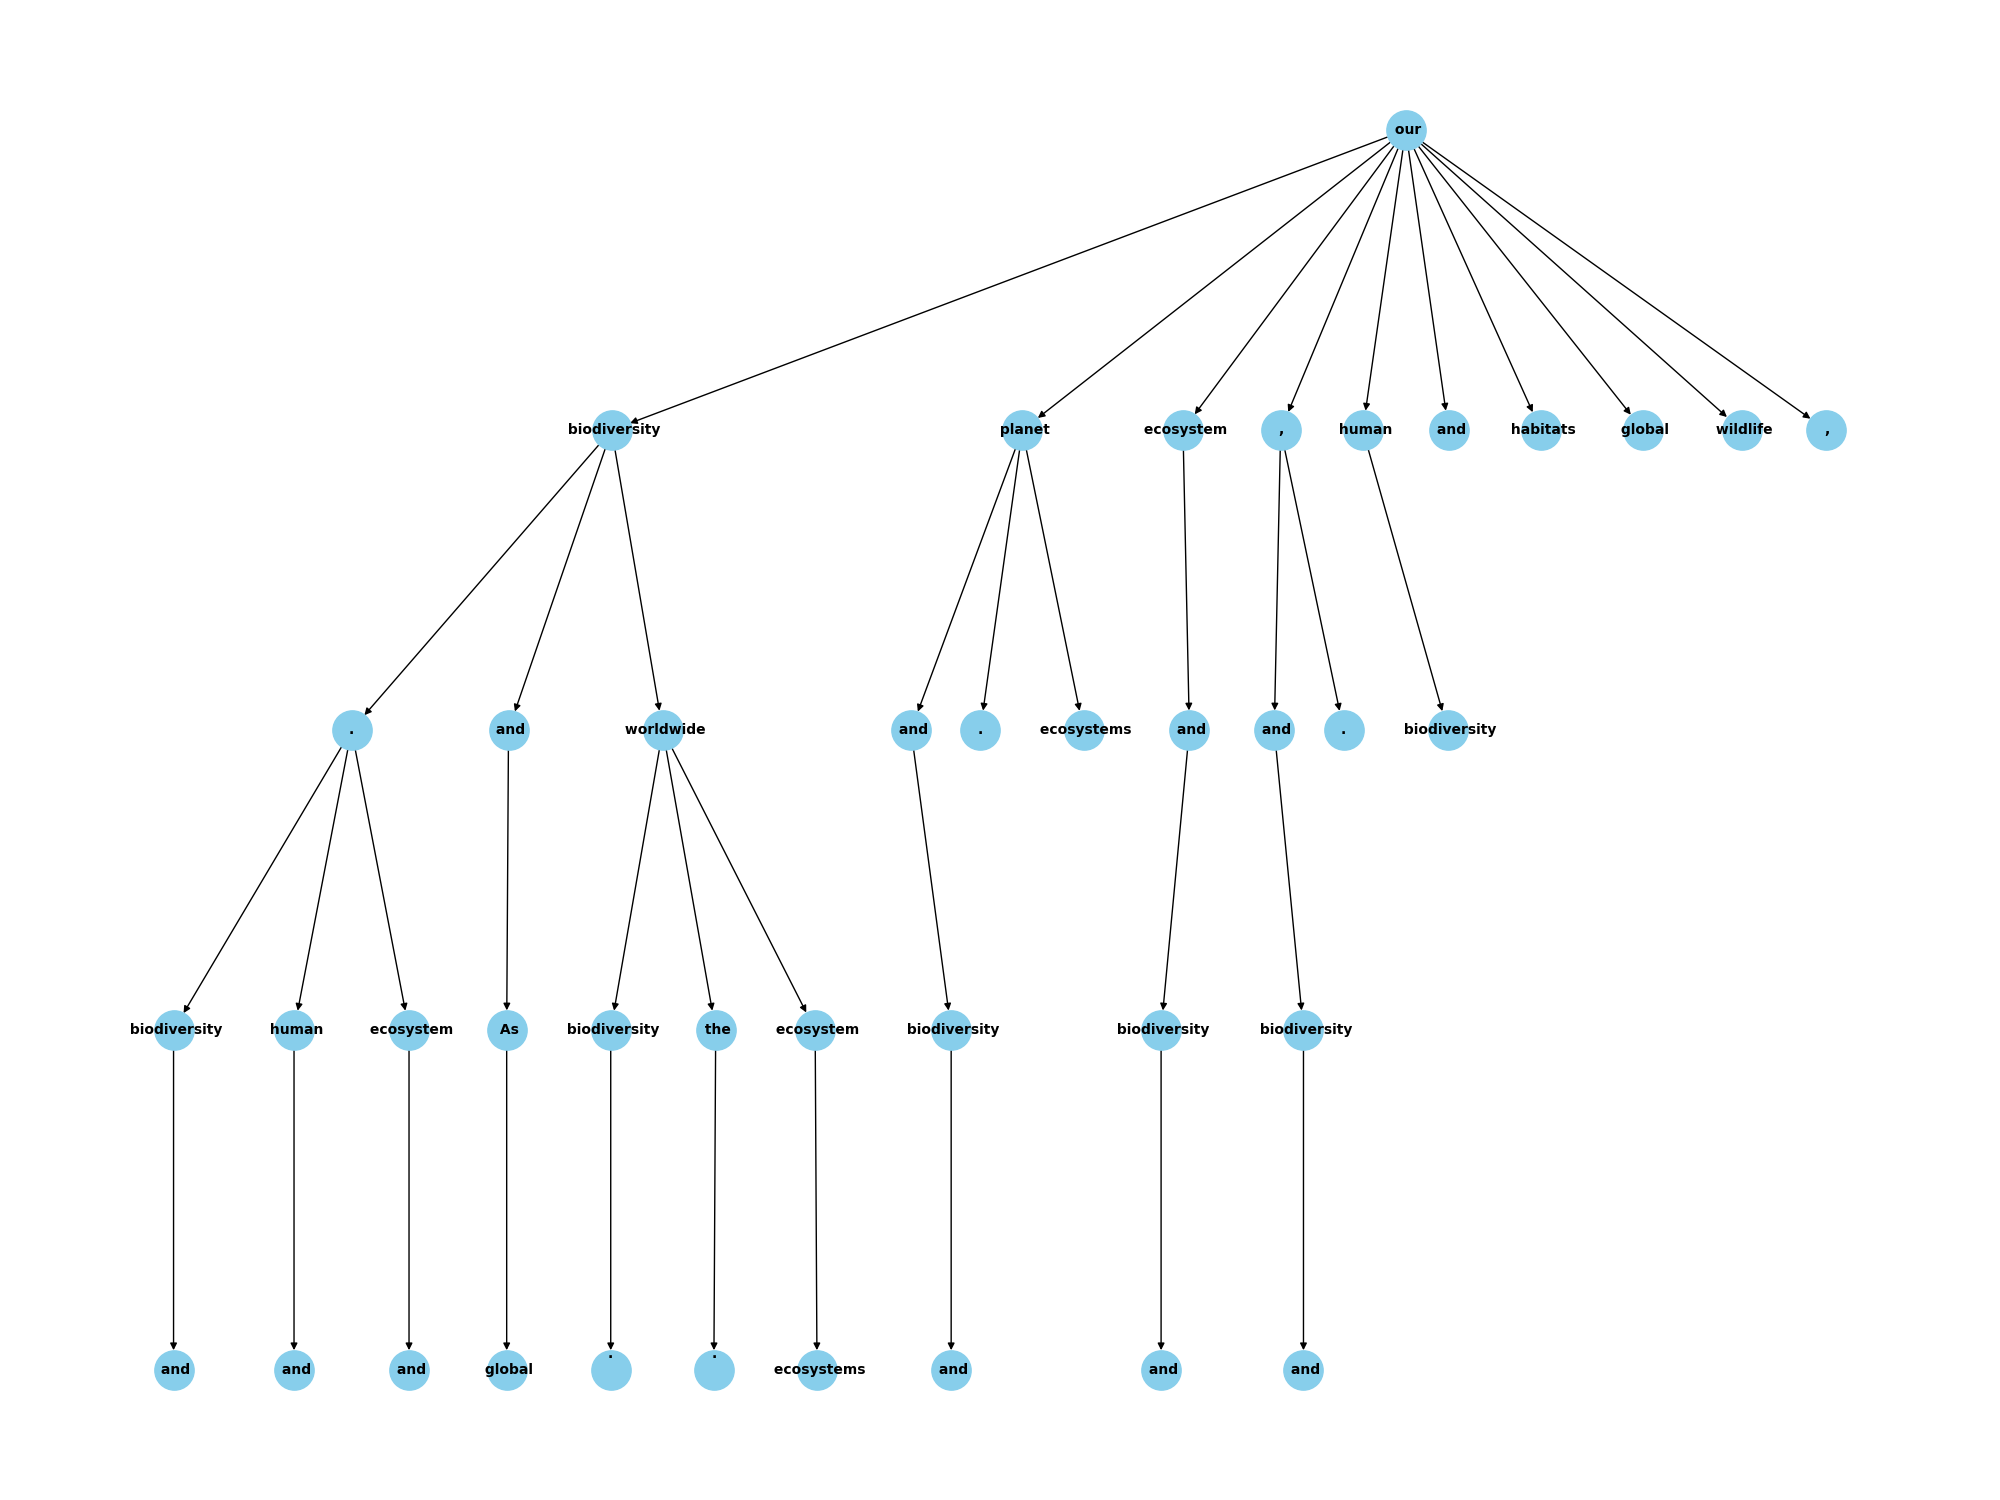 our
biodiversity planet ecosystem , human and habitats global wildlife ,
. and worldwide and . ecosystems and and . biodiversity
biodiversity human ecosystem As biodiversity the ecosystem biodiversity biodiversity biodiversity
and and and global . . ecosystems and and and